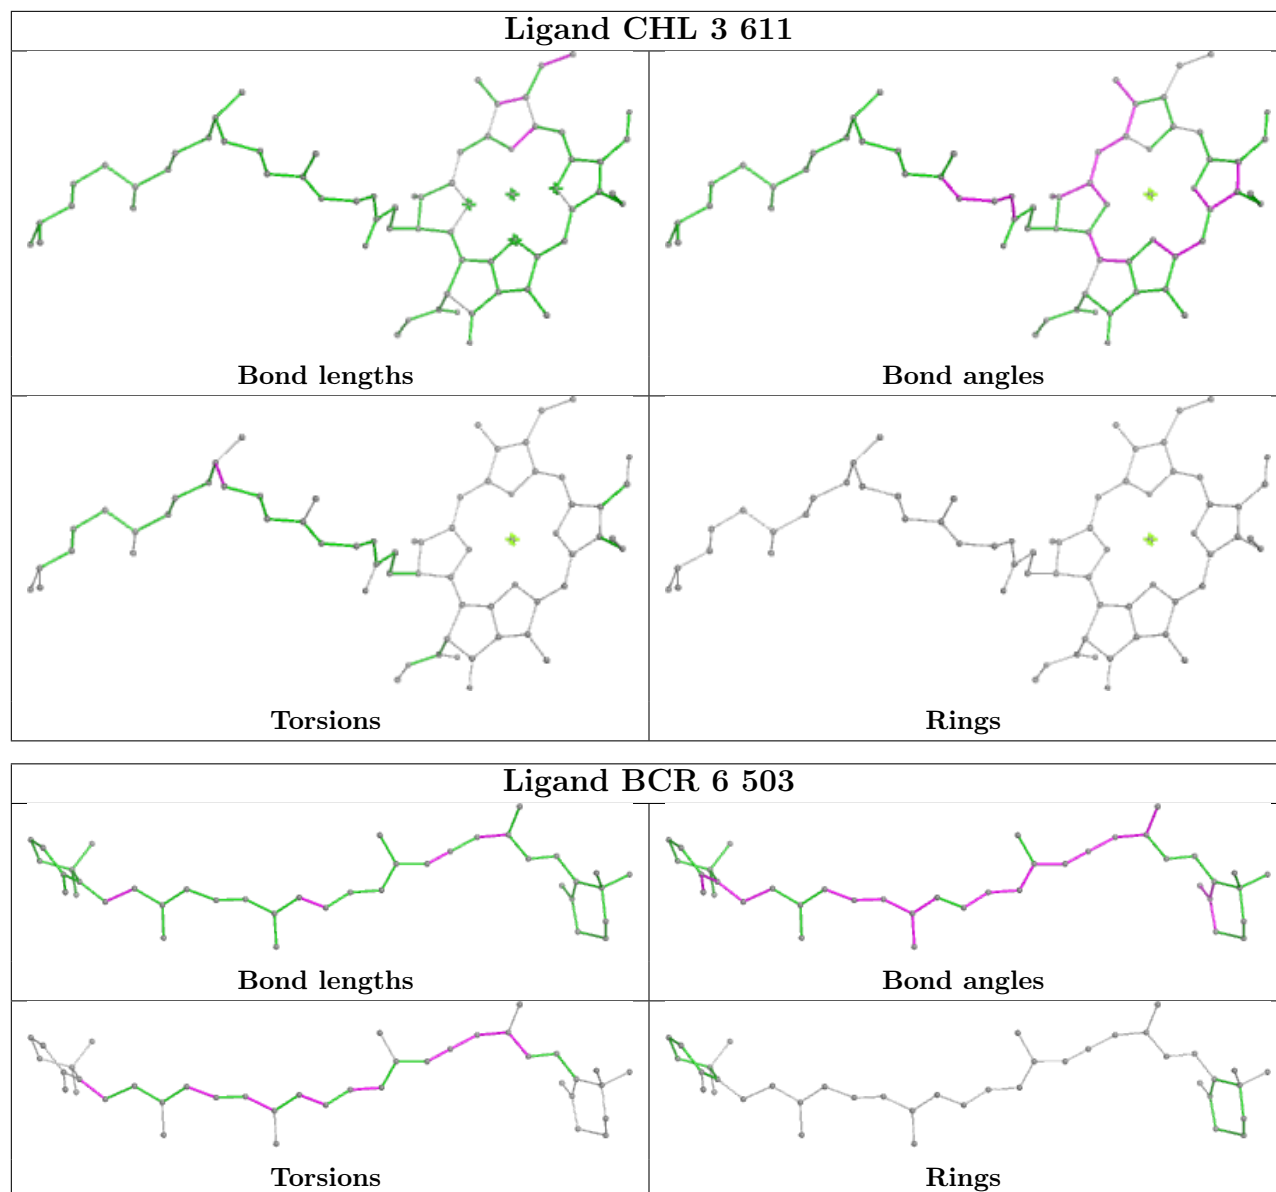 Ligand CHL 3 611
Bond lengths
Bond angles
Torsions
Rings
Ligand BCR 6 503
Bond lengths
Bond angles
Torsions
Rings